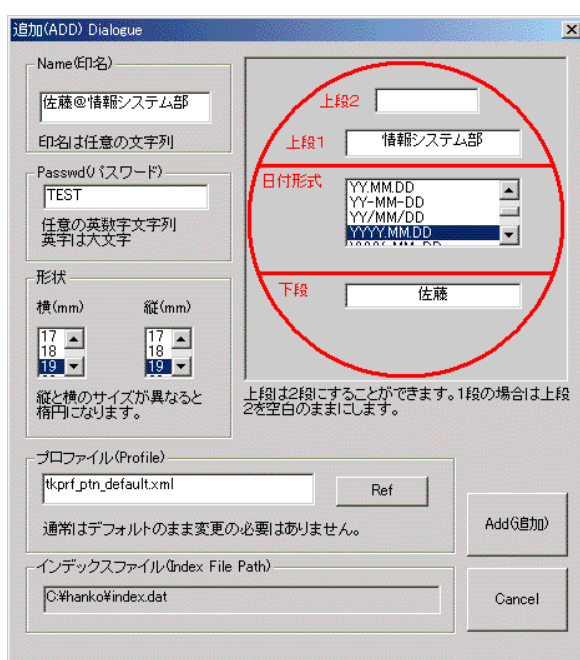 追加(ADD) Dialogue
Name(印名)
佐藤@情報システム部
印名は任意の文字列
Passwd(パスワード)
TEST
任意の英数字文字列
英字は大文字
形状
横(mm) 縦(mm)
17 17
18 18
19 19
縦と横のサイズが異なると
楕円になります。
上段2
上段1 情報システム部
日付形式
YY.MM.DD
YY-MM-DD
YY/MM/DD
YYYY.MM.DD
下段 佐藤
上段は2段にすることができます。1段の場合は上段
2を空白のままにします。
プロファイル(Profile)
tkprf_ptn_default.xml
Ref
通常はデフォルトのまま変更の必要はありません。
インデックスファイル(Index File Path)
C:¥hanko¥index.dat
Add(追加)
Cancel